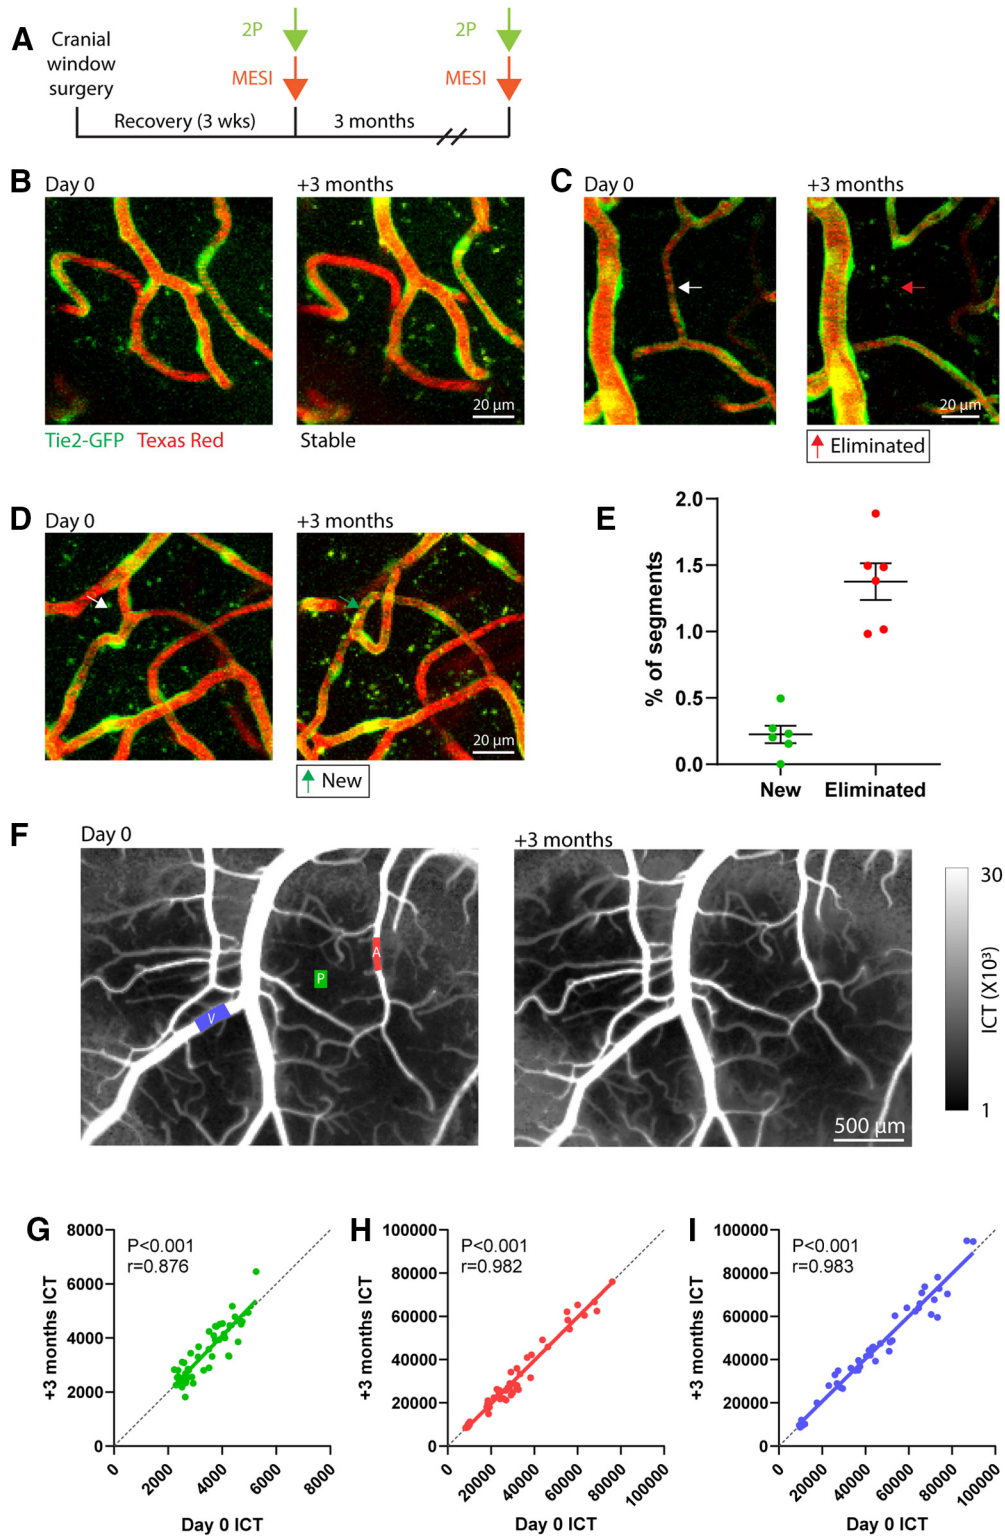 A
Cranial
window
surgery
2P
2P
MESI
MESI
Recovery (3 wks)
3 months
B
Day 0
+3 months
C
Day 0
+3 months
20 µm
20 µm
Tie2-GFP Texas Red
Stable
Eliminated
D
Day 0
+3 months
20 µm
New
E
% of segments
2.0
1.5
1.0
0.5
0.0
New
Eliminated
F
Day 0
+3 months
A
P
V
500 µm
30
ICT (X10³)
1
G
P<0.001
r=0.876
+3 months ICT
8000
6000
4000
2000
0
0
2000
4000
6000
8000
Day 0 ICT
H
P<0.001
r=0.982
+3 months ICT
100000
80000
60000
40000
20000
0
0
20000
40000
60000
80000
100000
Day 0 ICT
I
P<0.001
r=0.983
+3 months ICT
100000
80000
60000
40000
20000
0
0
20000
40000
60000
80000
100000
Day 0 ICT